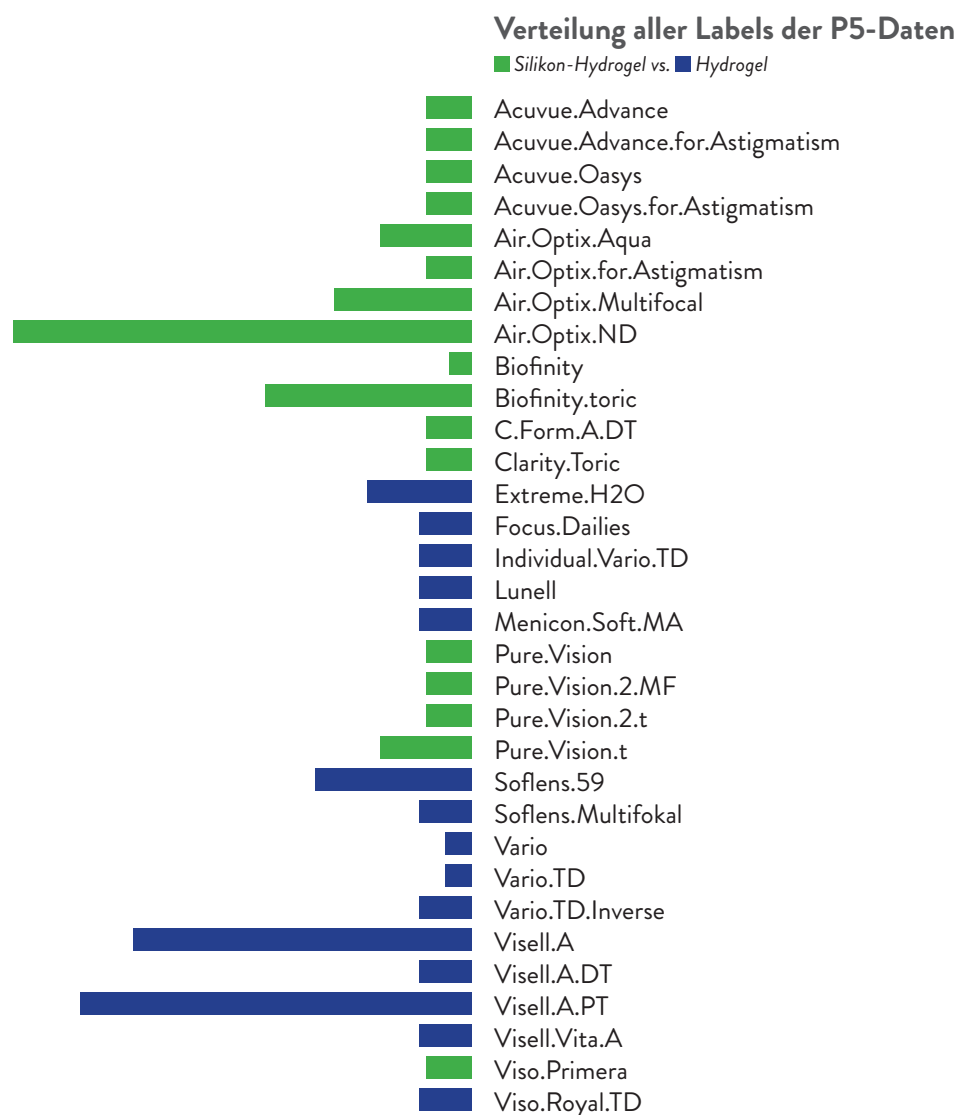 Verteilung aller Labels der P5-Daten
Silikon-Hydrogel vs. Hydrogel
Acuvue.Advance
Acuvue.Advance.for.Astigmatism
Acuvue.Oasys
Acuvue.Oasys.for.Astigmatism
Air.Optix.Aqua
Air.Optix.for.Astigmatism
Air.Optix.Multifocal
Air.Optix.ND
Biofinity
Biofinity.toric
C.Form.A.DT
Clarity.Toric
Extreme.H2O
Focus.Dailies
Individual.Vario.TD
Lunell
Menicon.Soft.MA
Pure.Vision
Pure.Vision.2.MF
Pure.Vision.2.t
Pure.Vision.t
Soflens.59
Soflens.Multifokal
Vario
Vario.TD
Vario.TD.Inverse
Visell.A
Visell.A.DT
Visell.A.PT
Visell.Vita.A
Viso.Primera
Viso.Royal.TD